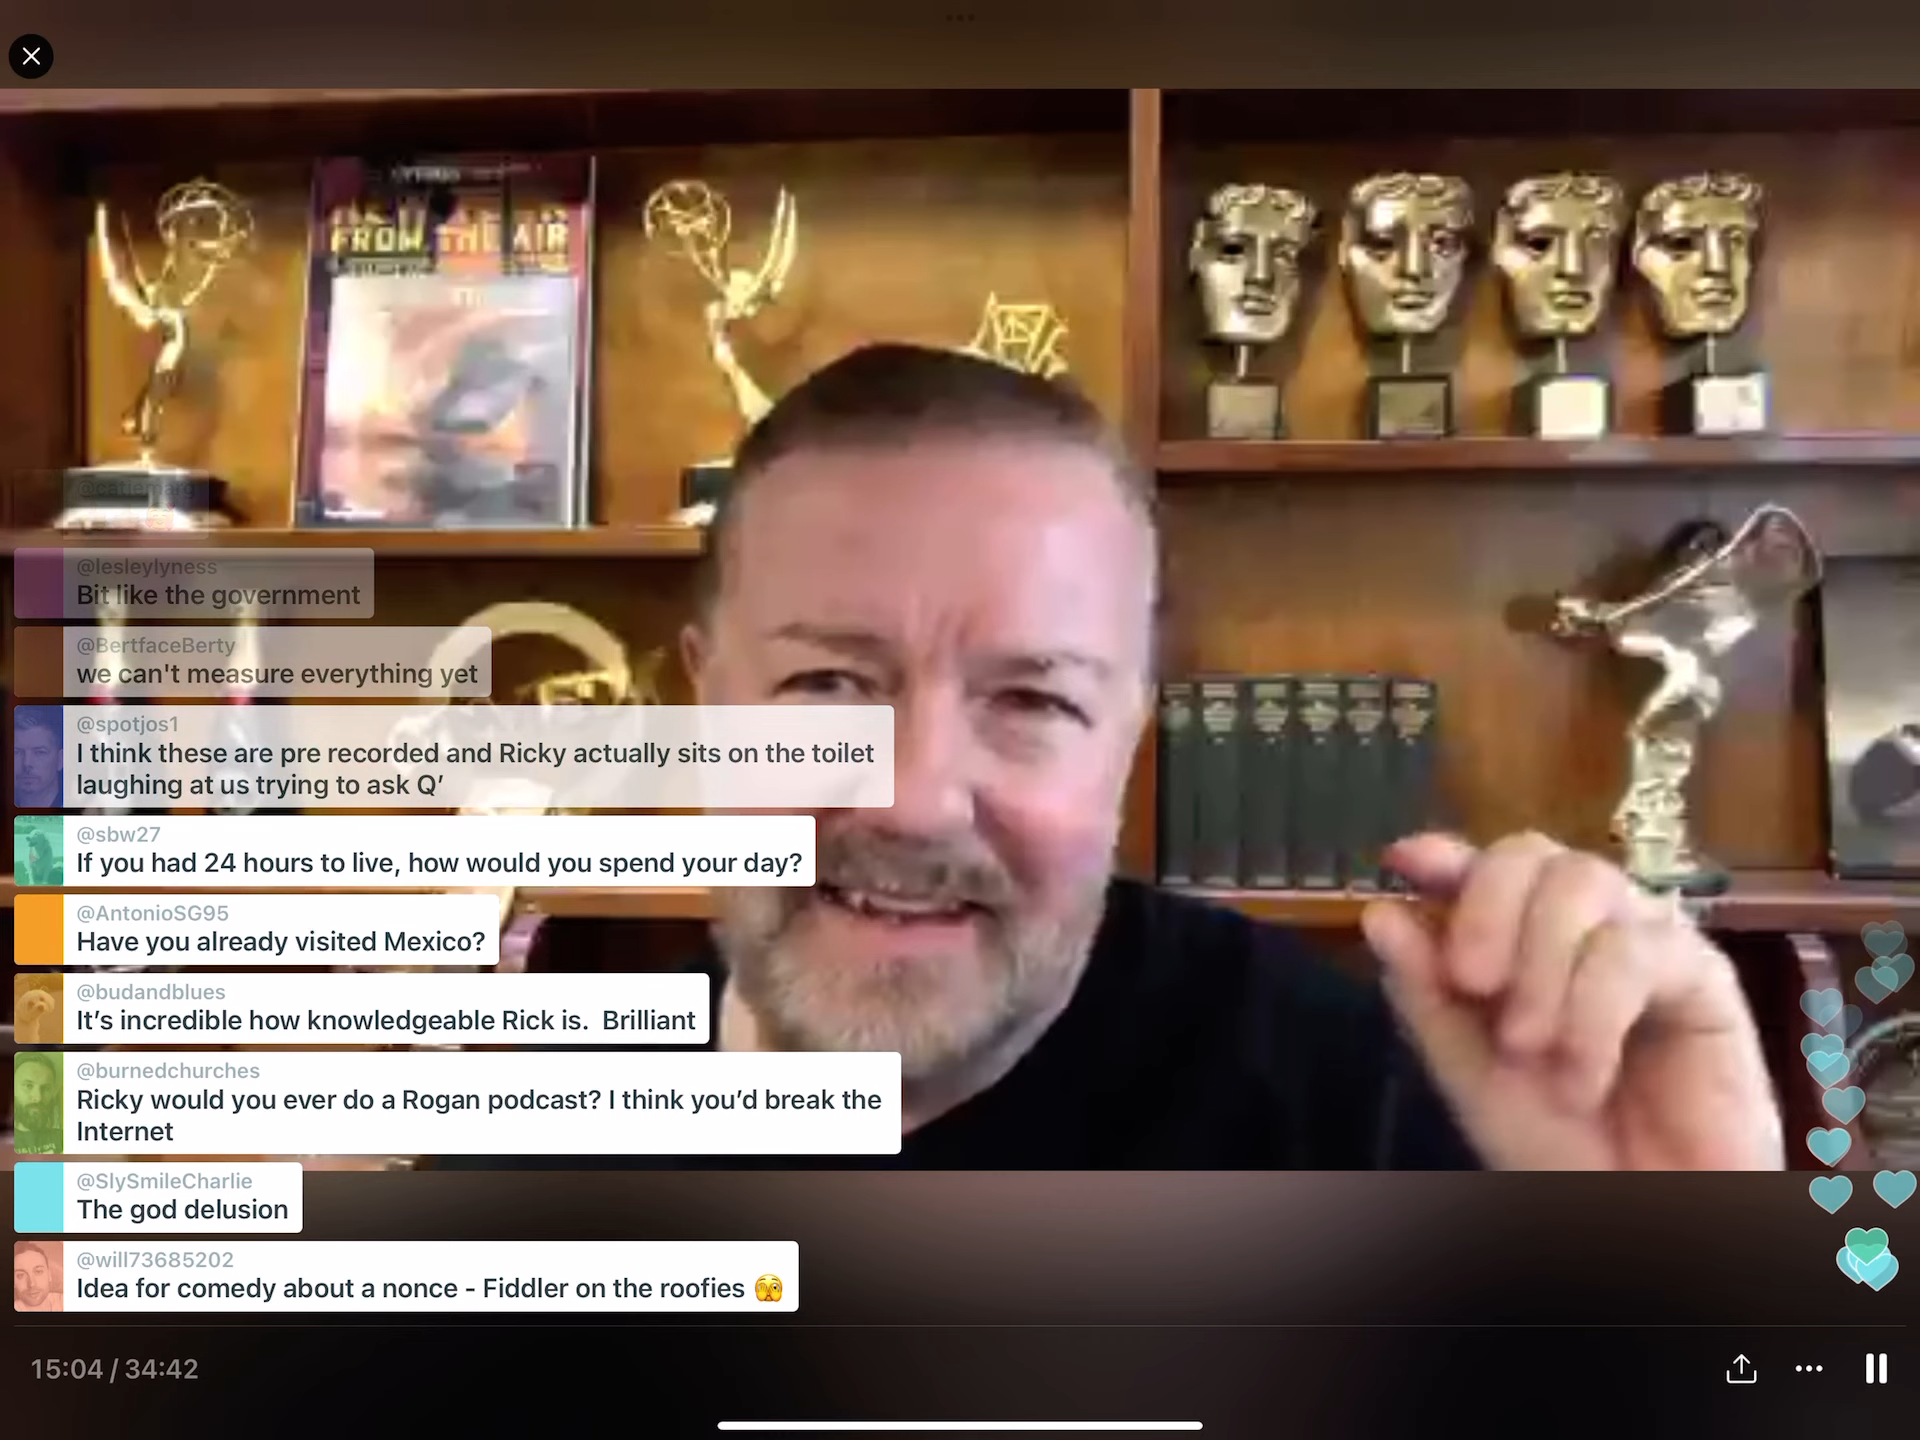 FROM THE AIR
@catiemarg
@lesleylyness
Bit like the government
@BertfaceBerty
we can't measure everything yet
@spotjos1
I think these are pre recorded and Ricky actually sits on the toilet
laughing at us trying to ask Q’
@sbw27
If you had 24 hours to live, how would you spend your day?
@AntonioSG95
Have you already visited Mexico?
@budandblues
It’s incredible how knowledgeable Rick is.  Brilliant
@burnedchurches
Ricky would you ever do a Rogan podcast? I think you’d break the
Internet
@SlySmileCharlie
The god delusion
@will73685202
Idea for comedy about a nonce - Fiddler on the roofies 🫣
15:04 / 34:42